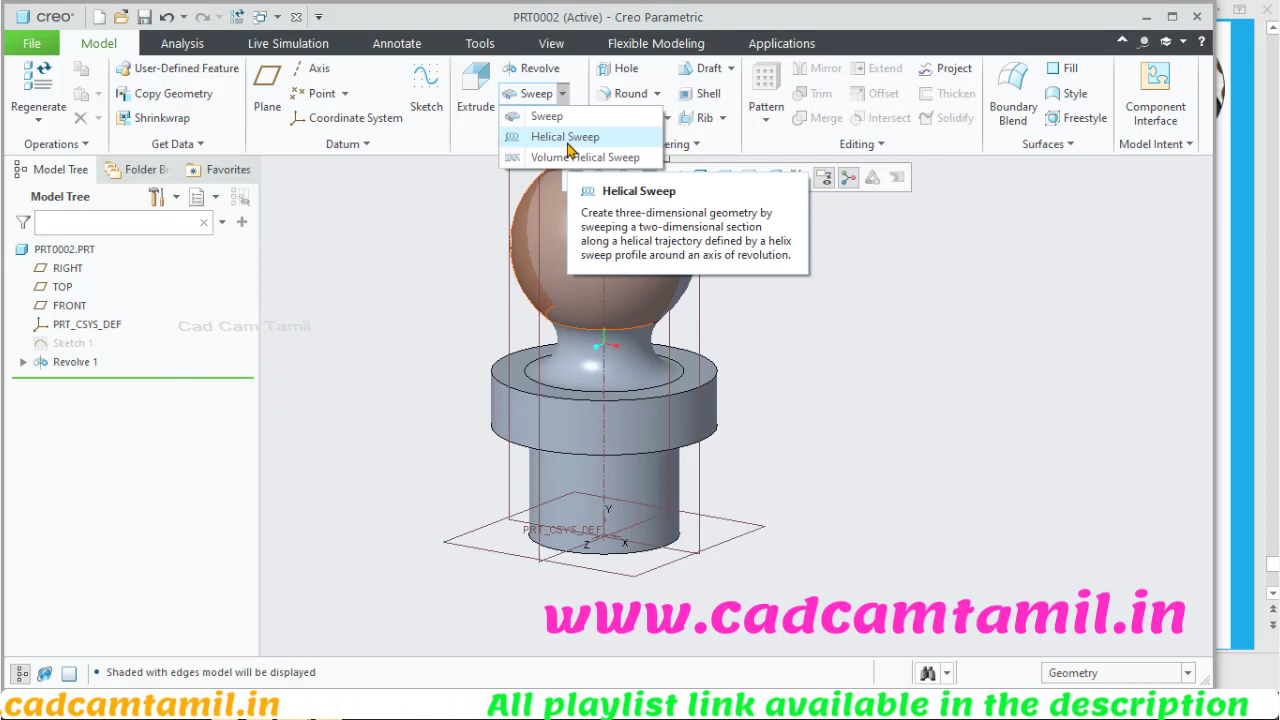 creo
PRT0002 (Active) - Creo Parametric
File Model Analysis Live Simulation Annotate Tools View Flexible Modeling Applications
User-Defined Feature Axis Revolve Hole Draft Mirror Extend Project Fill
Regenerate Copy Geometry Plane Point Sketch Extrude Sweep Round Shell Pattern Trim Offset Thicken Boundary Blend Style Component Interface
Shrinkwrap Coordinate System Rib Merge Intersect Solidify Freestyle
Operations Get Data Datum Editing Surfaces Model Intent
Sweep
Helical Sweep
Volume Helical Sweep
Model Tree Folder B Favorites
Model Tree
Helical Sweep
Create three-dimensional geometry by
sweeping a two-dimensional section
along a helical trajectory defined by a helix
sweep profile around an axis of revolution.
PRT0002.PRT
RIGHT
TOP
FRONT
PRT_CSYS_DEF
Cad Cam Tamil
Sketch 1
Revolve 1
Y
PRT_CSYS_DEF
Z X
www.cadcamtamil.in
Shaded with edges model will be displayed
Geometry
cadcamtamil.in All playlist link available in the description